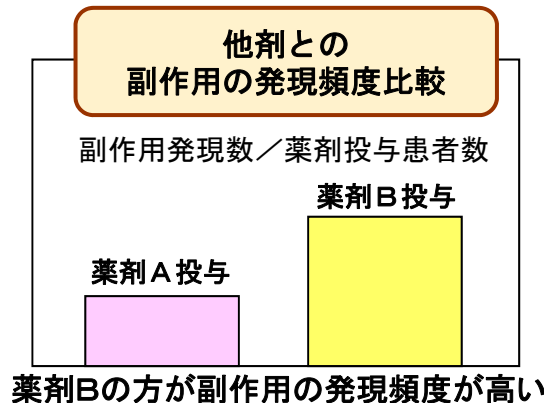 他剤との
副作用の発現頻度比較
副作用発現数／薬剤投与患者数
薬剤Ｂ投与
薬剤Ａ投与
薬剤Bの方が副作用の発現頻度が高い